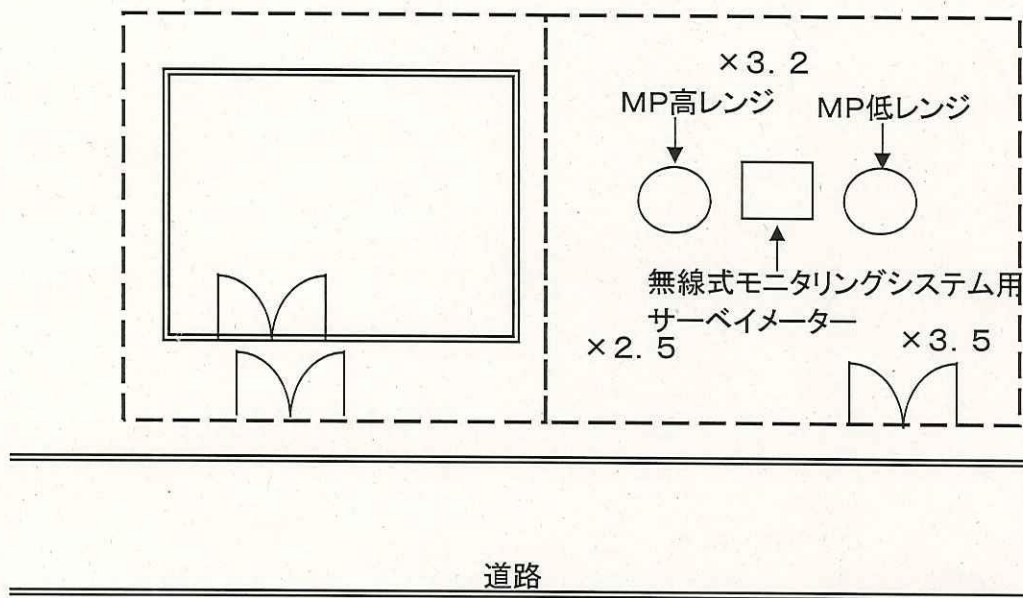 ×3.2
MP高レンジ
MP低レンジ
無線式モニタリングシステム用
サーベイメーター
×2.5
×3.5
道路